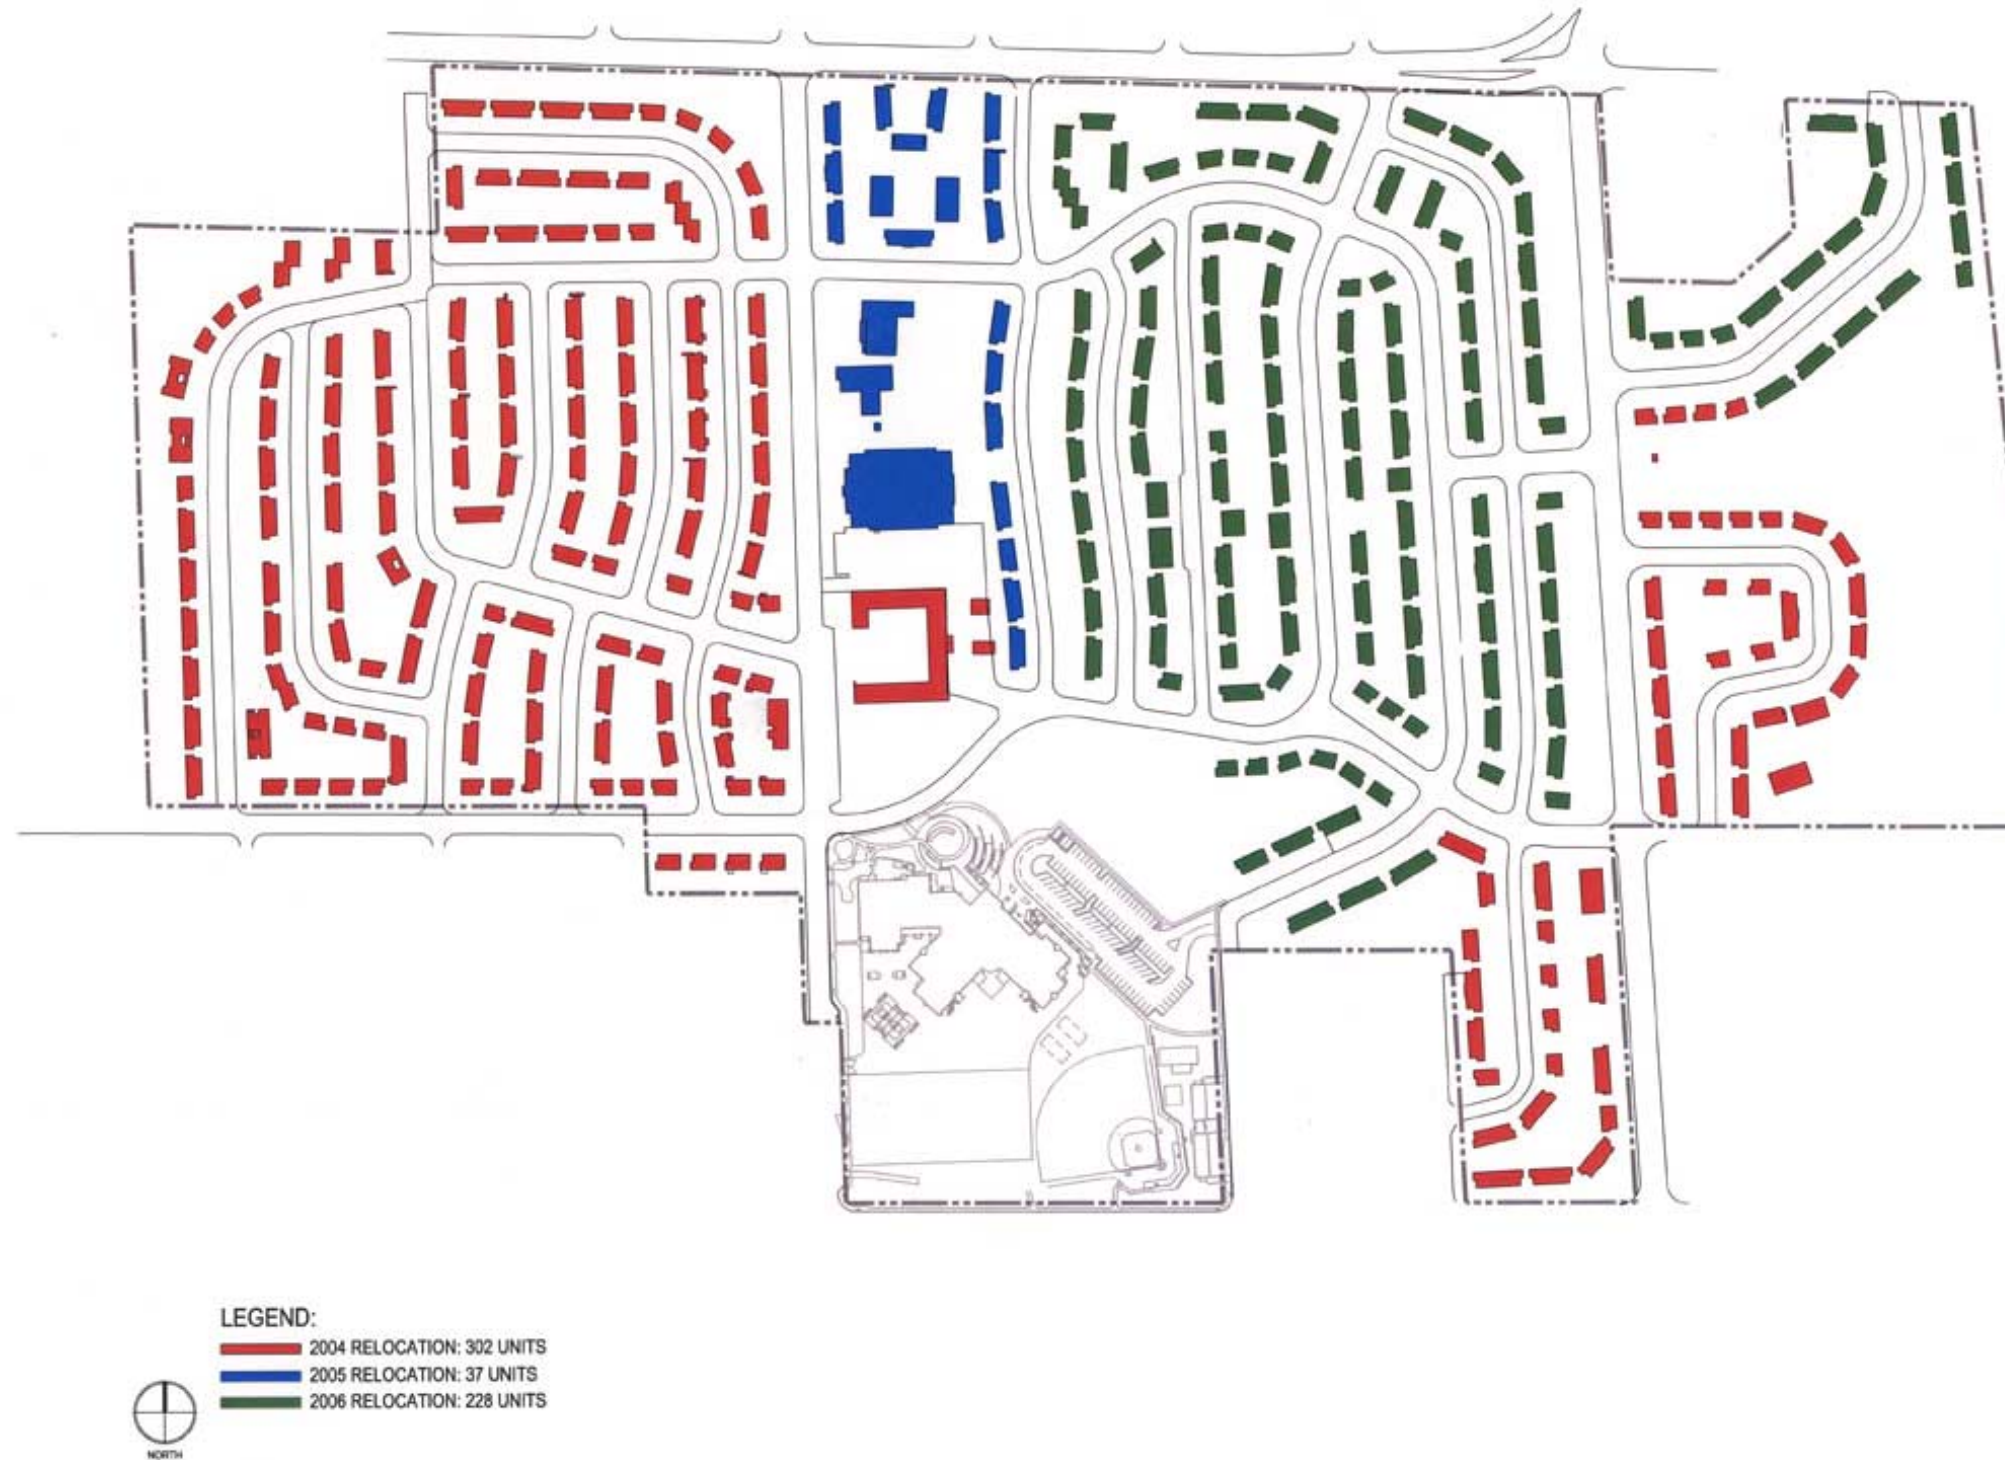 LEGEND:
2004 RELOCATION: 302 UNITS
2005 RELOCATION: 37 UNITS
2006 RELOCATION: 228 UNITS
NORTH